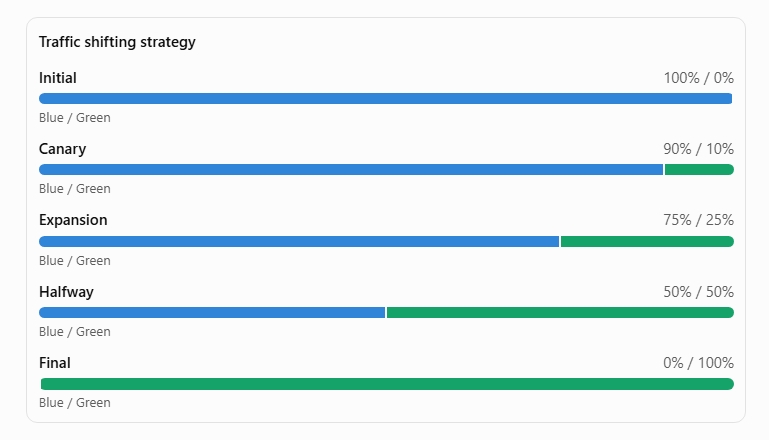 Traffic shifting strategy
Initial 100% / 0%
Blue / Green
Canary 90% / 10%
Blue / Green
Expansion 75% / 25%
Blue / Green
Halfway 50% / 50%
Blue / Green
Final 0% / 100%
Blue / Green